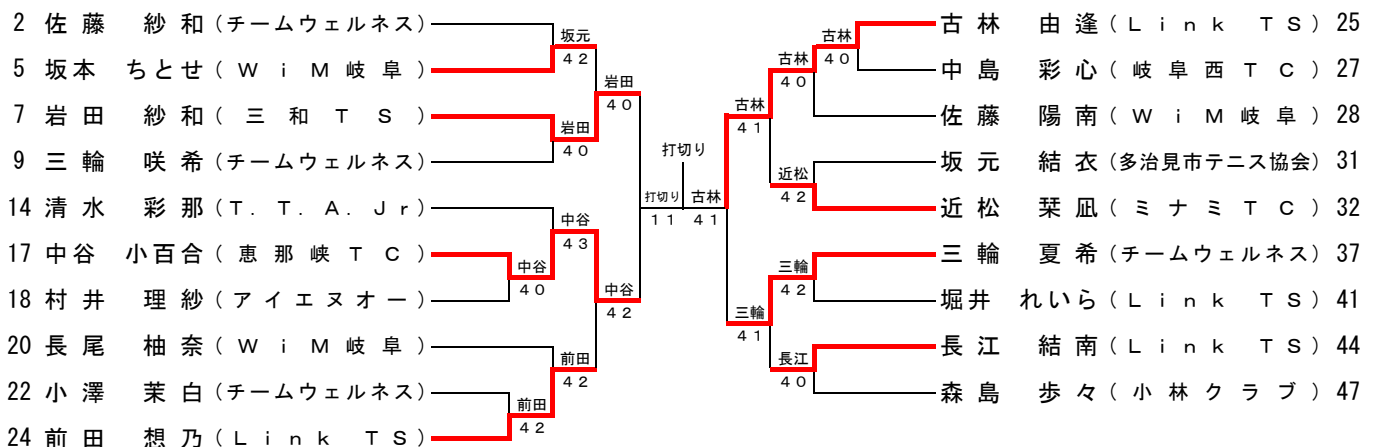 2 佐藤 紗和(チームウェルネス)
5 坂本 ちとせ(WiM岐阜)
7 岩田 紗和(三和TS)
9 三輪 咲希(チームウェルネス)
14 清水 彩那(T.T.A.Jr)
17 中谷 小百合(恵那峡TC)
18 村井 理紗(アイエヌオー)
20 長尾 柚奈(WiM岐阜)
22 小澤 茉白(チームウェルネス)
24 前田 想乃(Link TS)
坂元
42
岩田
40
岩田
40
中谷
43
中谷
40
中谷
42
前田
42
前田
42
打切り
打切り
11
古林
41
古林
41
古林
40
古林
40
近松
42
三輪
42
三輪
41
長江
40
古林 由逢(Link TS) 25
中島 彩心(岐阜西TC) 27
佐藤 陽南(WiM岐阜) 28
坂元 結衣(多治見市テニス協会) 31
近松 栞凪(ミナミTC) 32
三輪 夏希(チームウェルネス) 37
堀井 れいら(Link TS) 41
長江 結南(Link TS) 44
森島 歩々(小林クラブ) 47